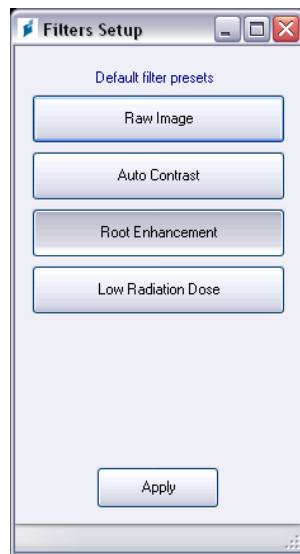 Filters Setup
Default filter presets
Raw Image
Auto Contrast
Root Enhancement
Low Radiation Dose
Apply